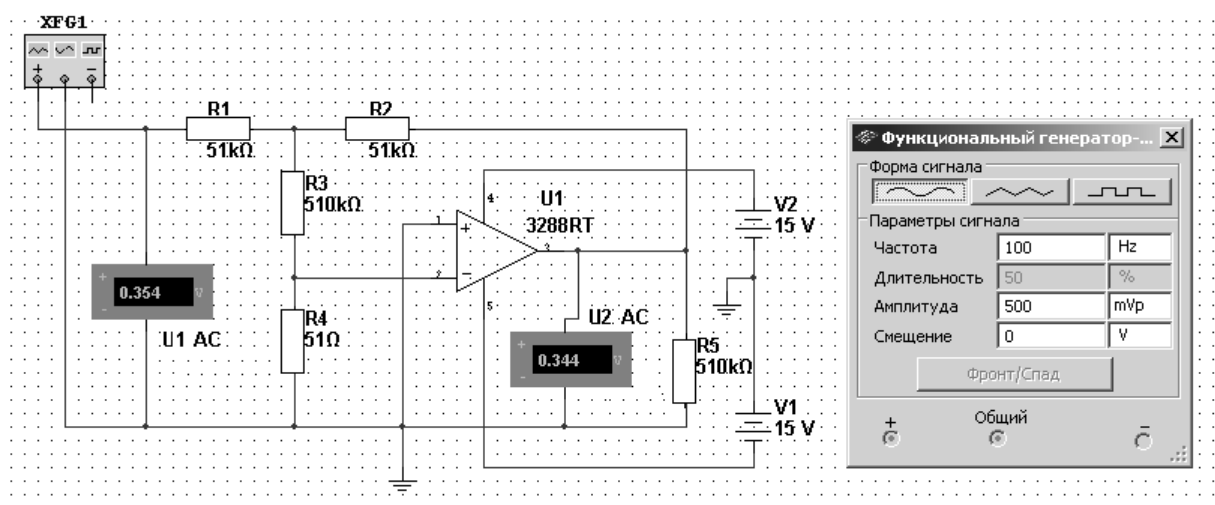 XFG1
R1
51kΩ
R2
51kΩ
R3
510kΩ
U1
3288RT
V2
15 V
0.354 V
U1 AC
R4
51Ω
U2 AC
0.344 V
R5
510kΩ
V1
15 V
4
1
3
2
5
Функциональный генератор-...
Форма сигнала
Параметры сигнала
Частота 100 Hz
Длительность 50 %
Амплитуда 500 mVp
Смещение 0 V
Фронт/Спад
+ Общий −